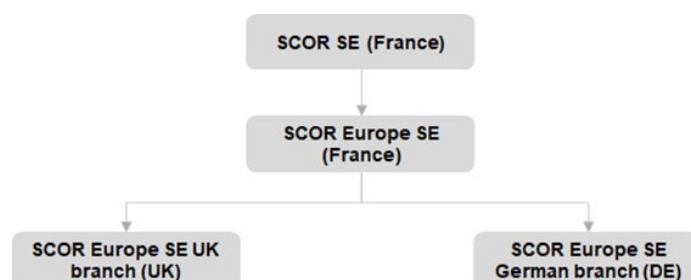 SCOR SE (France)
SCOR Europe SE
(France)
SCOR Europe SE UK
branch (UK)
SCOR Europe SE
German branch (DE)